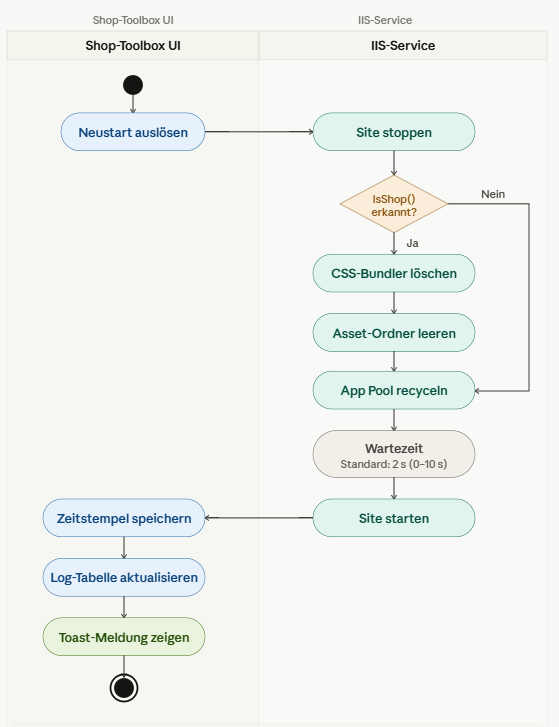 Shop-Toolbox UI
IIS-Service
Shop-Toolbox UI
IIS-Service
Neustart auslösen
Site stoppen
IsShop()
erkannt?
Nein
Ja
CSS-Bundler löschen
Asset-Ordner leeren
App Pool recyceln
Wartezeit
Standard: 2 s (0–10 s)
Zeitstempel speichern
Site starten
Log-Tabelle aktualisieren
Toast-Meldung zeigen